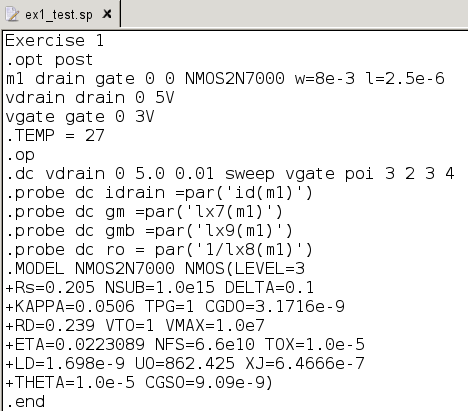 ex1_test.sp ×
Exercise 1
.opt post
m1 drain gate 0 0 NMOS2N7000 w=8e-3 l=2.5e-6
vdrain drain 0 5V
vgate gate 0 3V
.TEMP = 27
.op
.dc vdrain 0 5.0 0.01 sweep vgate poi 3 2 3 4
.probe dc idrain =par('id(m1)')
.probe dc gm =par('lx7(m1)')
.probe dc gmb =par('lx9(m1)')
.probe dc ro = par('1/lx8(m1)')
.MODEL NMOS2N7000 NMOS(LEVEL=3
+Rs=0.205 NSUB=1.0e15 DELTA=0.1
+KAPPA=0.0506 TPG=1 CGDO=3.1716e-9
+RD=0.239 VTO=1 VMAX=1.0e7
+ETA=0.0223089 NFS=6.6e10 TOX=1.0e-5
+LD=1.698e-9 UO=862.425 XJ=6.4666e-7
+THETA=1.0e-5 CGSO=9.09e-9)
.end